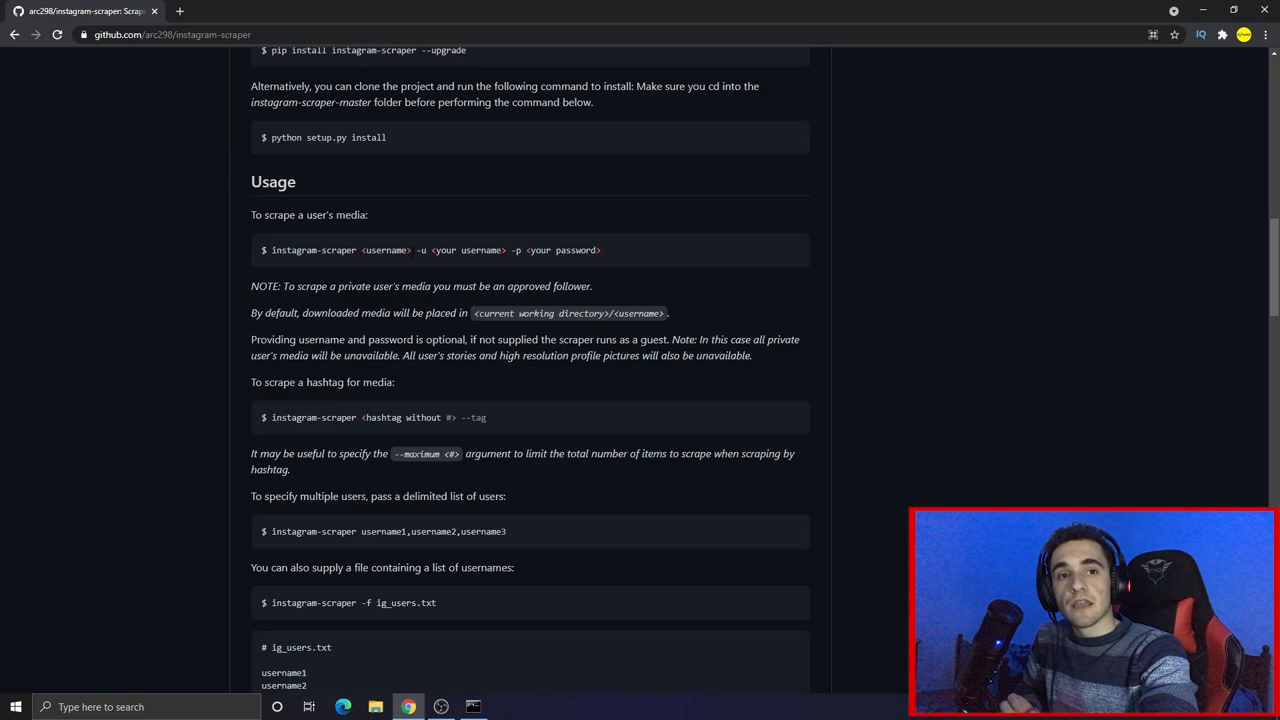 arc298/instagram-scraper: Scrap
github.com/arc298/instagram-scraper
$ pip install instagram-scraper --upgrade
Alternatively, you can clone the project and run the following command to install: Make sure you cd into the
instagram-scraper-master folder before performing the command below.
$ python setup.py install
Usage
To scrape a user's media:
$ instagram-scraper <username> -u <your username> -p <your password>
NOTE: To scrape a private user's media you must be an approved follower.
By default, downloaded media will be placed in <current working directory>/<username>.
Providing username and password is optional, if not supplied the scraper runs as a guest. Note: In this case all private
user's media will be unavailable. All user's stories and high resolution profile pictures will also be unavailable.
To scrape a hashtag for media:
$ instagram-scraper <hashtag without #> --tag
It may be useful to specify the --maximum <#> argument to limit the total number of items to scrape when scraping by
hashtag.
To specify multiple users, pass a delimited list of users:
$ instagram-scraper username1,username2,username3
You can also supply a file containing a list of usernames:
$ instagram-scraper -f ig_users.txt
# ig_users.txt
username1
username2
Type here to search